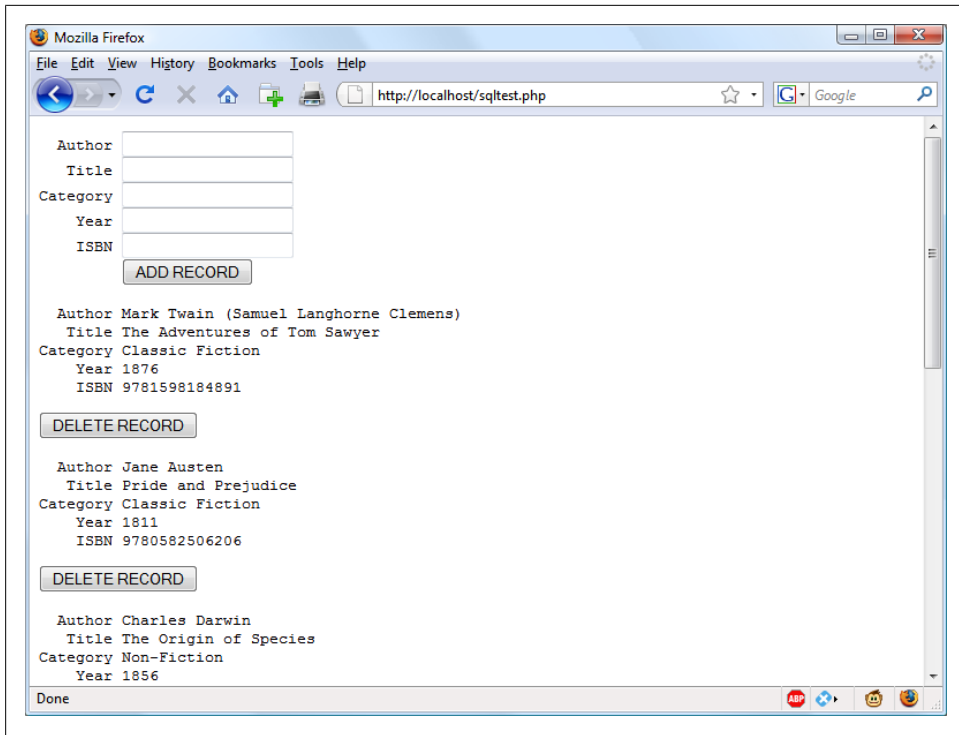 Mozilla Firefox
File Edit View History Bookmarks Tools Help
http://localhost/sqltest.php
G Google
Author
Title
Category
Year
ISBN
ADD RECORD
Author Mark Twain (Samuel Langhorne Clemens)
Title The Adventures of Tom Sawyer
Category Classic Fiction
Year 1876
ISBN 9781598184891
DELETE RECORD
Author Jane Austen
Title Pride and Prejudice
Category Classic Fiction
Year 1811
ISBN 9780582506206
DELETE RECORD
Author Charles Darwin
Title The Origin of Species
Category Non-Fiction
Year 1856
Done
ABP